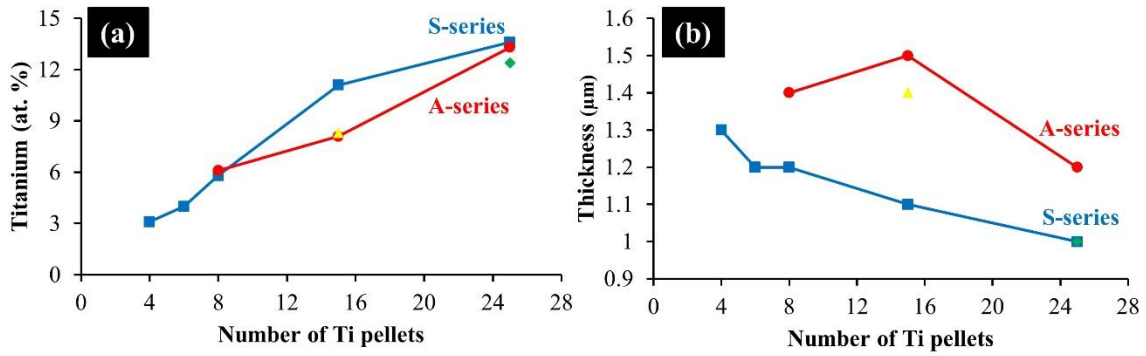 (a)
Titanium (at. %)
15
12
9
6
3
0
S-series
A-series
0 4 8 12 16 20 24 28
Number of Ti pellets
(b)
Thickness (µm)
1.6
1.5
1.4
1.3
1.2
1.1
1
0.9
A-series
S-series
0 4 8 12 16 20 24 28
Number of Ti pellets